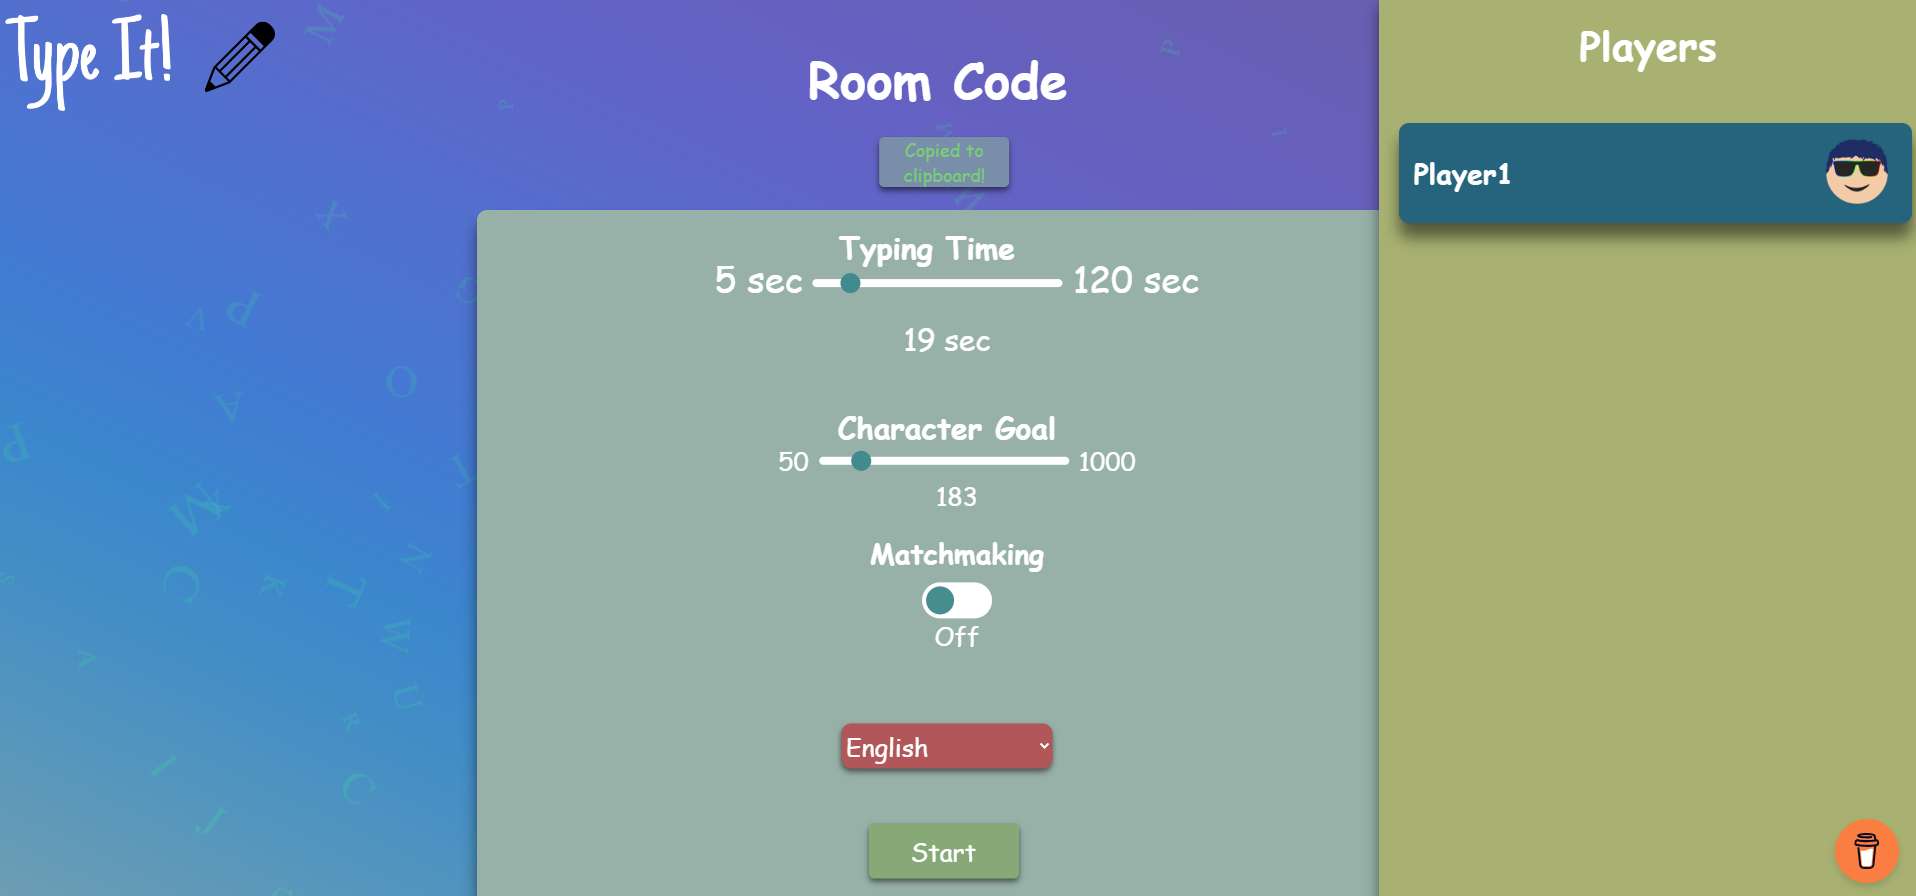 Type It!
Room Code
Copied to
clipboard!
Typing Time
5 sec 120 sec
19 sec
Character Goal
50 1000
183
Matchmaking
Off
English
Start
Players
Player1
M
P
P
I
W
M
X
G
P
V
O
A
P
T
M
X
I
N
C
K
T
S
W
A
U
R
I
C
J